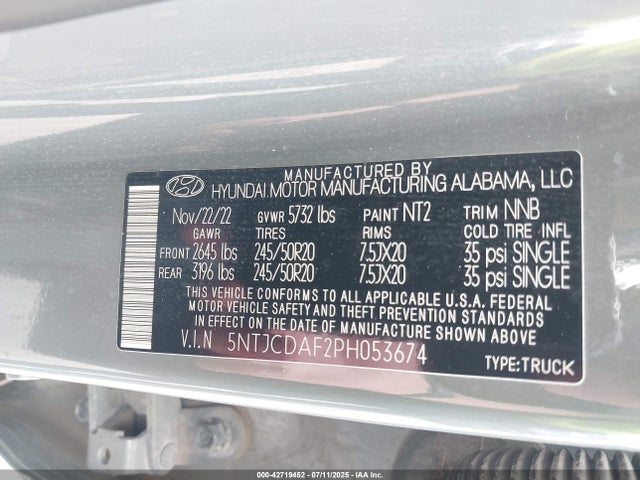 MANUFACTURED BY
HYUNDAI MOTOR MANUFACTURING ALABAMA, LLC
Nov/22/22 GVWR 5732 lbs PAINT NT2 TRIM NNB
GAWR TIRES RIMS COLD TIRE INFL
FRONT 2645 lbs 245/50R20 7.5JX20 35 psi SINGLE
REAR 3196 lbs 245/50R20 7.5JX20 35 psi SINGLE
THIS VEHICLE CONFORMS TO ALL APPLICABLE U.S.A. FEDERAL
MOTOR VEHICLE SAFETY AND THEFT PREVENTION STANDARDS
IN EFFECT ON THE DATE OF MANUFACTURE SHOWN ABOVE.
V.I.N 5NTJCDAF2PH053674
TYPE:TRUCK
000-42719452 - 07/11/2025 - IAAI.COM